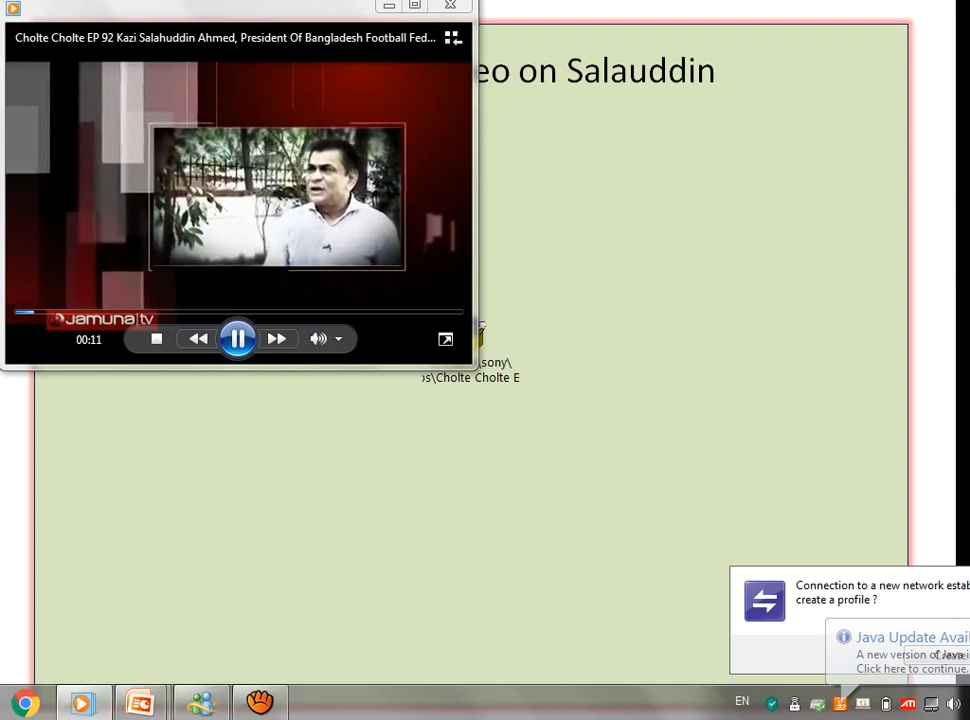 Cholte Cholte EP 92 Kazi Salahuddin Ahmed, President Of Bangladesh Football Fed...
eo on Salauddin
Jamuna|tv
00:11
\sony\
os\Cholte Cholte E
Connection to a new network estab
create a profile ?
Java Update Avail
A new version of Java i
Click here to continue.
EN
ATI